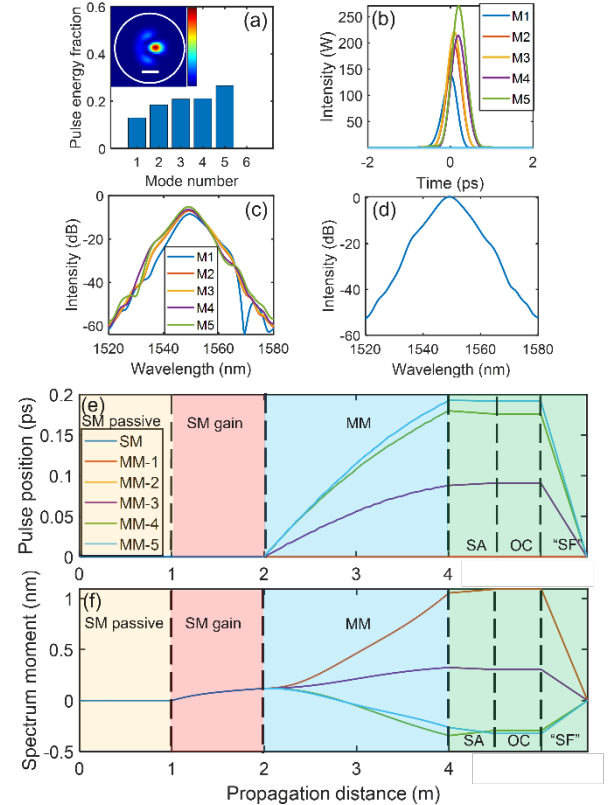 (a)
Pulse energy fraction
0.6
0.4
0.2
0
1 2 3 4 5 6
Mode number
(b)
Intensity (W)
250
200
150
100
50
M1
M2
M3
M4
M5
-2 0 2
Time (ps)
(c)
Intensity (dB)
0
-20
-40
-60
M1
M2
M3
M4
M5
1520 1540 1560 1580
Wavelength (nm)
(d)
Intensity (dB)
0
-20
-40
-60
1520 1540 1560 1580
Wavelength (nm)
(e)
Pulse position (ps)
0.2
0.15
0.1
0.05
0
SM passive
SM gain
MM
SM
MM-1
MM-2
MM-3
MM-4
MM-5
SA OC "SF"
0 1 2 3 4
(f)
Spectrum moment (nm)
1
0.5
0
-0.5
SM passive
SM gain
MM
SA OC "SF"
0 1 2 3 4
Propagation distance (m)